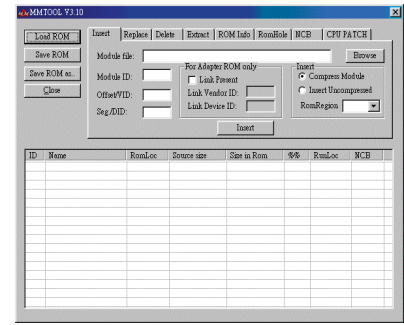 MMTOOL V3.10
Load ROM
Save ROM
Save ROM as..
Close
Insert Replace Delete Extract ROM Info RomHole NCB CPU PATCH
Module file:
Browse
Module ID:
Offset/VID:
Seg./DID:
For Adapter ROM only
Link Present
Link Vendor ID:
Link Device ID:
Insert
Compress Module
Insert Uncompressed
RomRegion
Insert
ID Name RomLoc Source size Size in Rom %% RunLoc NCB